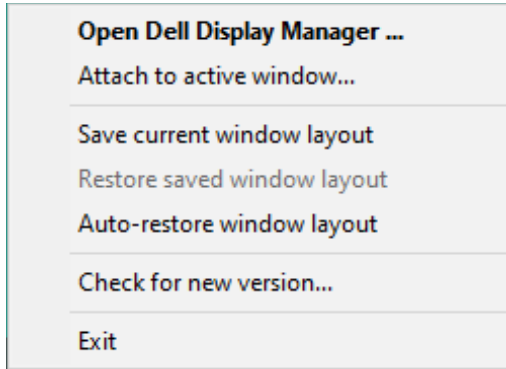 Open Dell Display Manager ...
Attach to active window...
Save current window layout
Restore saved window layout
Auto-restore window layout
Check for new version...
Exit